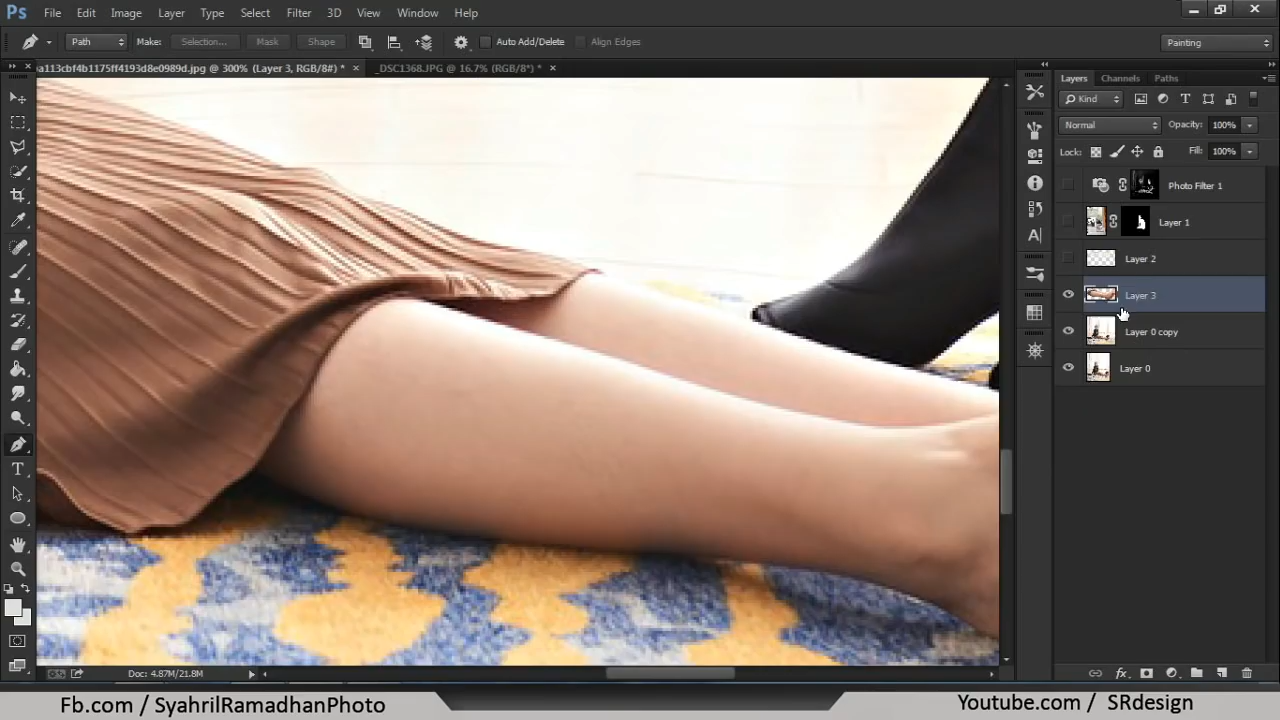 Ps File Edit Image Layer Type Select Filter 3D View Window Help
Path Make: Selection... Mask Shape Auto Add/Delete Align Edges Painting
a113cbf4b1175ff4193d8e0989d.jpg @ 300% (Layer 3, RGB/8#) * × _DSC1368.JPG @ 16.7% (RGB/8*) * ×
Layers Channels Paths
Kind
Normal Opacity: 100%
Lock: Fill: 100%
Photo Filter 1
Layer 1
Layer 2
Layer 3
Layer 0 copy
Layer 0
Doc: 4.87M/21.8M
Fb.com / SyahrilRamadhanPhoto
Youtube.com / SRdesign